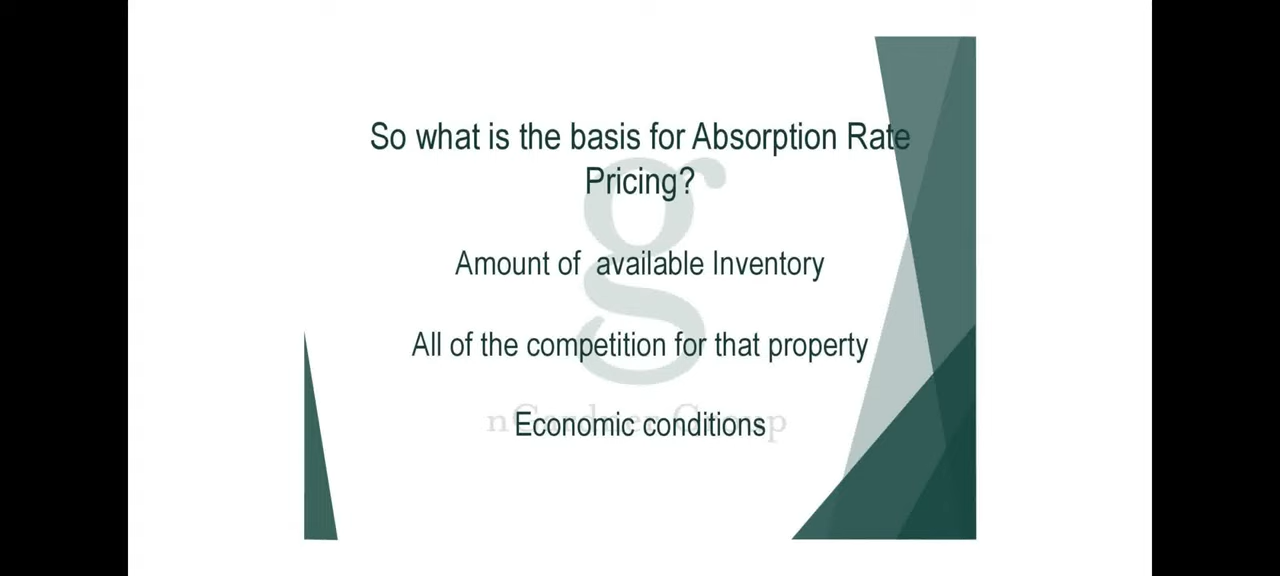 So what is the basis for Absorption Rate
Pricing?
Amount of available Inventory
All of the competition for that property
Economic conditions